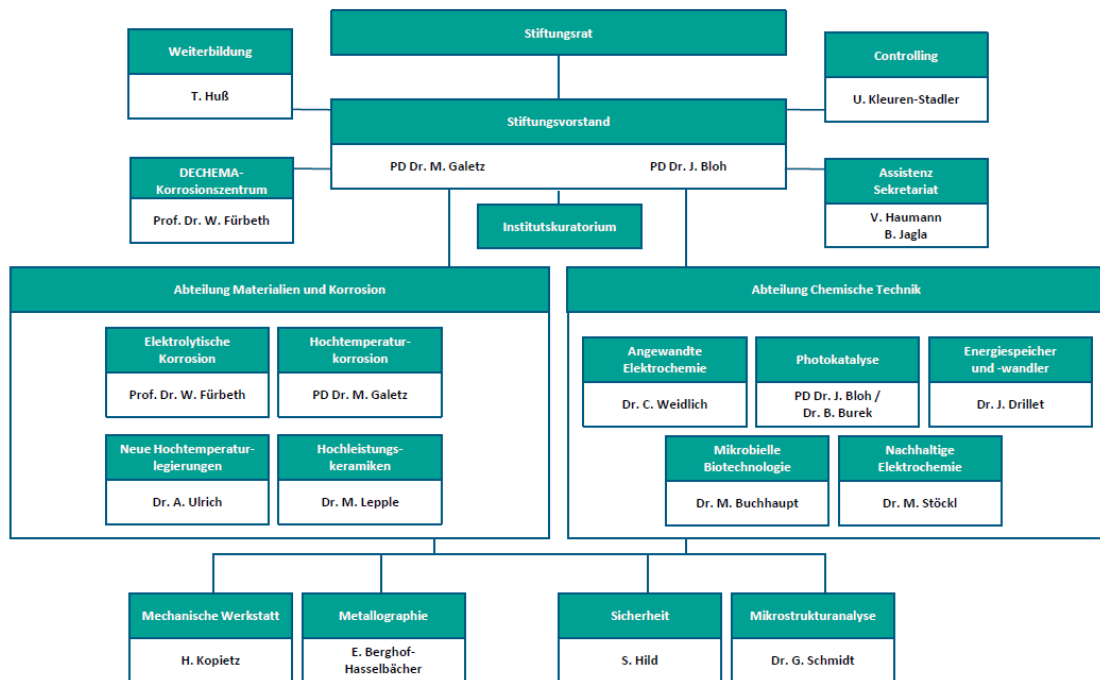 Stiftungsrat
Weiterbildung
T. Huß
Controlling
U. Kleuren-Stadler
Stiftungsvorstand
PD Dr. M. Galetz
PD Dr. J. Bloh
DECHEMA-
Korrosionszentrum
Prof. Dr. W. Fürbeth
Assistenz
Sekretariat
V. Haumann
B. Jagla
Institutskuratorium
Abteilung Materialien und Korrosion
Elektrolytische
Korrosion
Prof. Dr. W. Fürbeth
Hochtemperatur-
korrosion
PD Dr. M. Galetz
Neue Hochtemperatur-
legierungen
Dr. A. Ulrich
Hochleistungs-
keramiken
Dr. M. Lepple
Abteilung Chemische Technik
Angewandte
Elektrochemie
Dr. C. Weidlich
Photokatalyse
PD Dr. J. Bloh /
Dr. B. Burek
Energiespeicher
und -wandler
Dr. J. Drillet
Mikrobielle
Biotechnologie
Dr. M. Buchhaupt
Nachhaltige
Elektrochemie
Dr. M. Stöckl
Mechanische Werkstatt
H. Kopietz
Metallographie
E. Berghof-
Hasselbächer
Sicherheit
S. Hild
Mikrostrukturanalyse
Dr. G. Schmidt